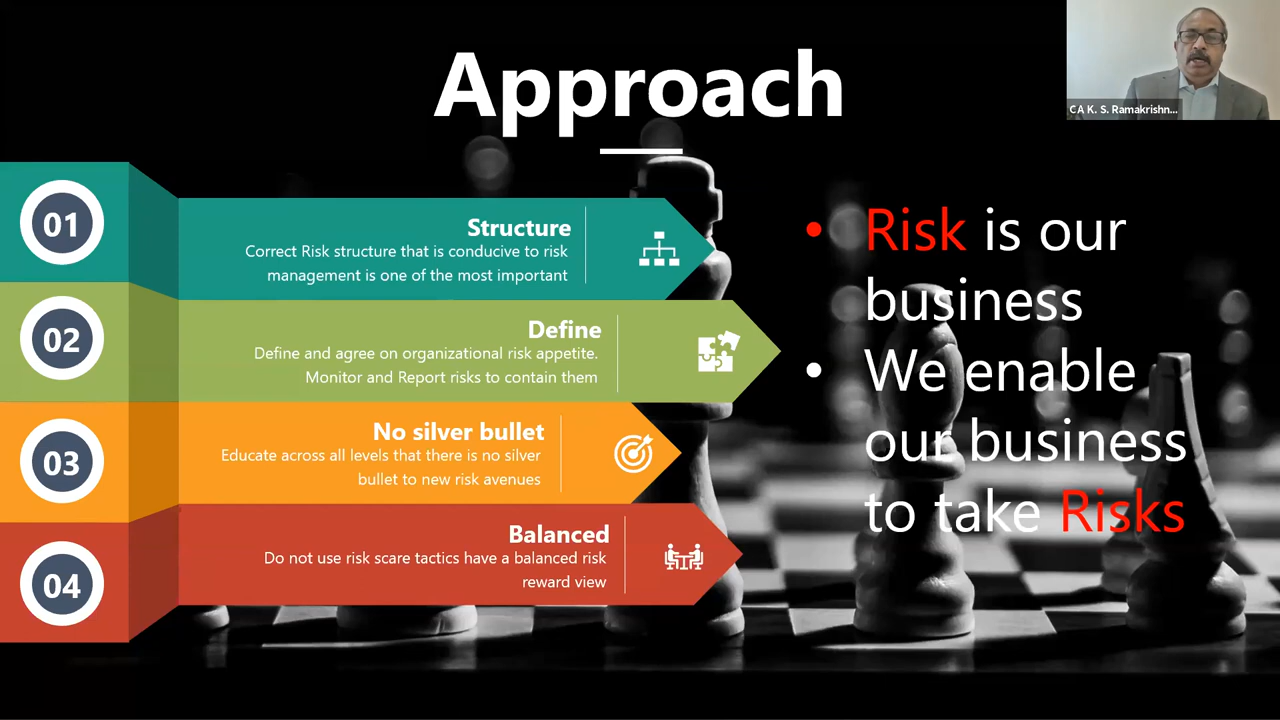 Approach
CA K. S. Ramakrishn...
01
Structure
Correct Risk structure that is conducive to risk
management is one of the most important
02
Define
Define and agree on organizational risk appetite.
Monitor and Report risks to contain them
03
No silver bullet
Educate across all levels that there is no silver
bullet to new risk avenues
04
Balanced
Do not use risk scare tactics have a balanced risk
reward view
• Risk is our
business
• We enable
our business
to take Risks